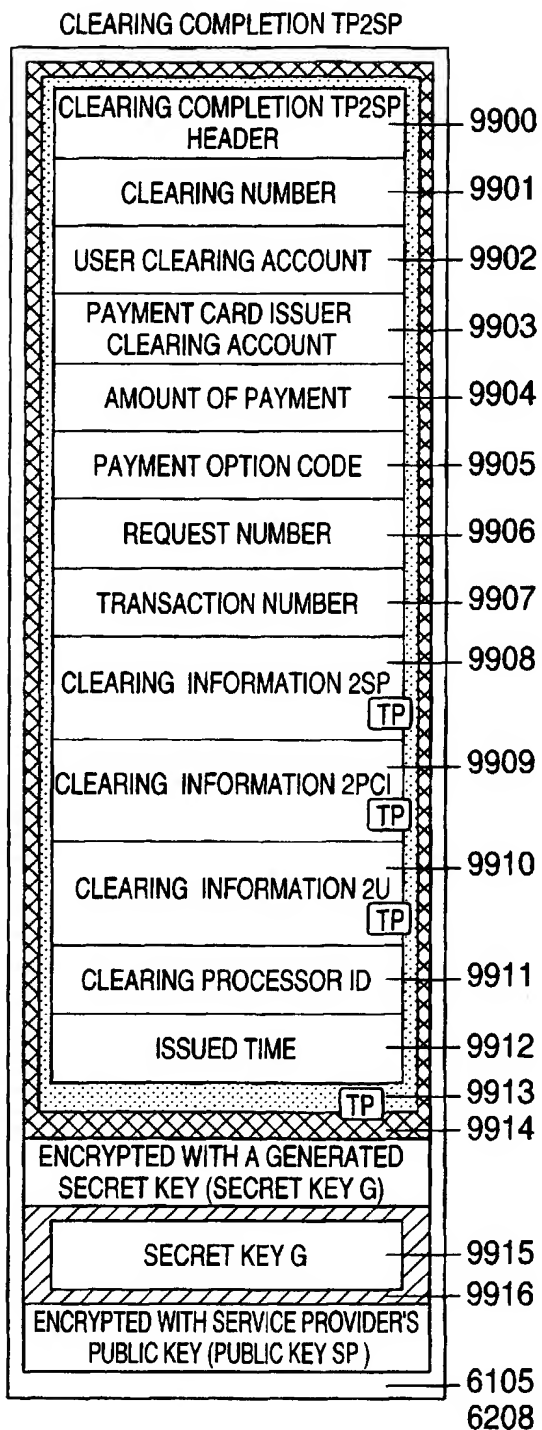 CLEARING COMPLETION TP2SP
CLEARING COMPLETION TP2SP
HEADER
9900
CLEARING NUMBER
9901
USER CLEARING ACCOUNT
9902
PAYMENT CARD ISSUER
CLEARING ACCOUNT
9903
AMOUNT OF PAYMENT
9904
PAYMENT OPTION CODE
9905
REQUEST NUMBER
9906
TRANSACTION NUMBER
9907
CLEARING INFORMATION 2SP
9908
TP
CLEARING INFORMATION 2PCI
9909
TP
CLEARING INFORMATION 2U
9910
TP
CLEARING PROCESSOR ID
9911
ISSUED TIME
9912
TP
9913
9914
ENCRYPTED WITH A GENERATED
SECRET KEY (SECRET KEY G)
SECRET KEY G
9915
9916
ENCRYPTED WITH SERVICE PROVIDER'S
PUBLIC KEY (PUBLIC KEY SP )
6105
6208